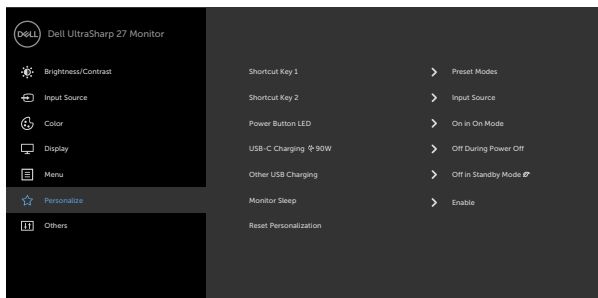 DELL Dell UltraSharp 27 Monitor
Brightness/Contrast Shortcut Key 1 Preset Modes
Input Source Shortcut Key 2 Input Source
Color Power Button LED On in On Mode
Display USB-C Charging 90W Off During Power Off
Menu Other USB Charging Off in Standby Mode
Personalize Monitor Sleep Enable
Others Reset Personalization